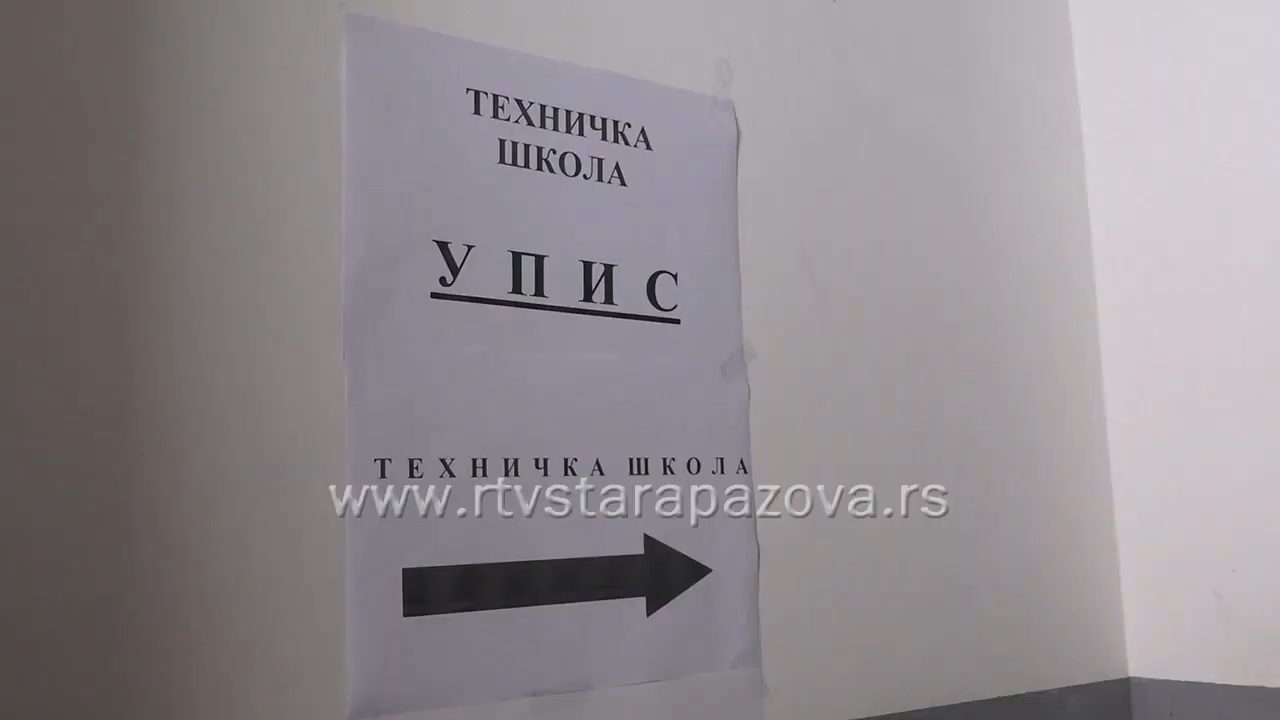 ТЕХНИЧКА
ШКОЛА
У П И С
Т Е Х Н И Ч К А  Ш К О Л А
www.rtvstarapazova.rs